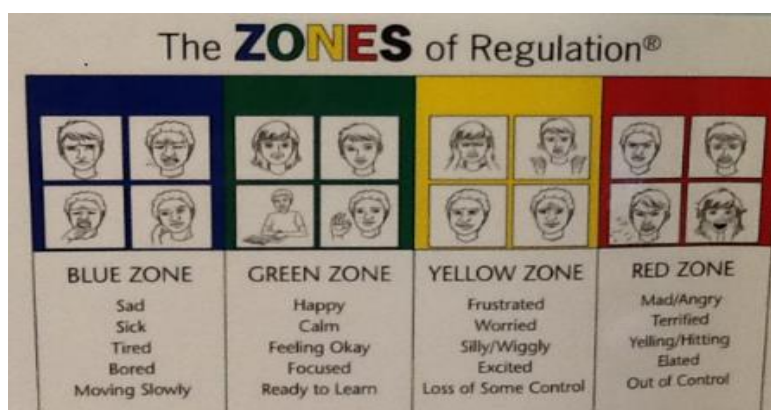 The ZONES of Regulation®
BLUE ZONE
Sad
Sick
Tired
Bored
Moving Slowly
GREEN ZONE
Happy
Calm
Feeling Okay
Focused
Ready to Learn
YELLOW ZONE
Frustrated
Worried
Silly/Wiggly
Excited
Loss of Some Control
RED ZONE
Mad/Angry
Terrified
Yelling/Hitting
Elated
Out of Control